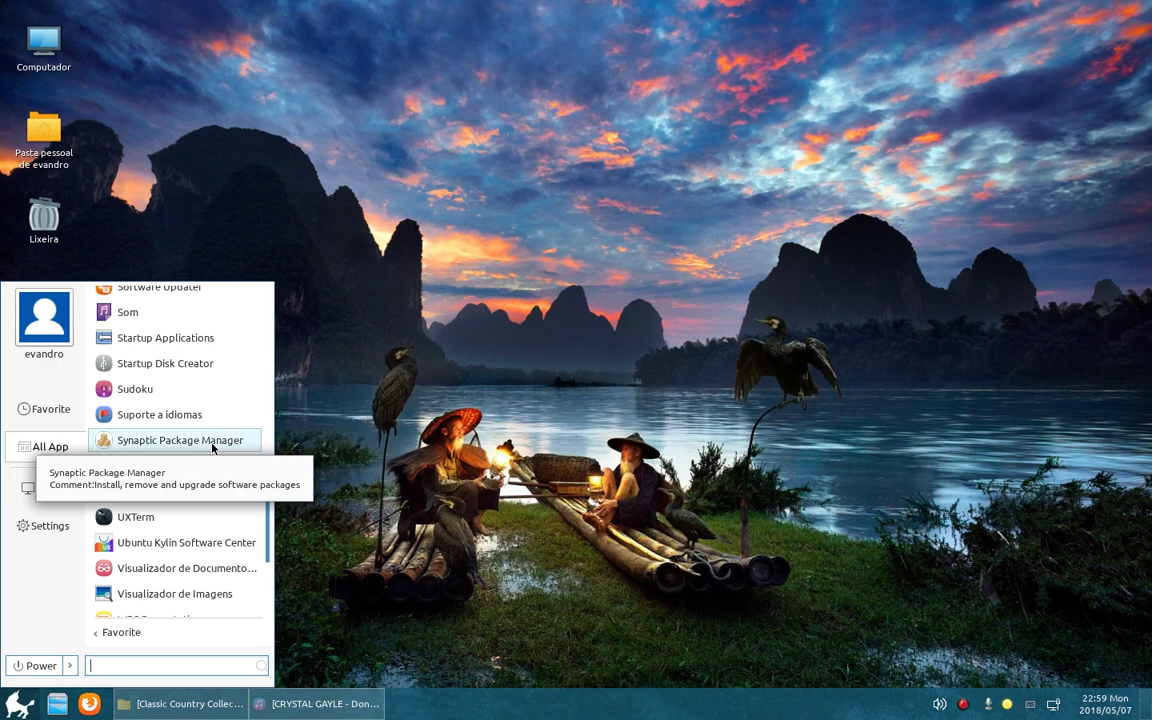 Computador
Pasta pessoal
de evandro
Lixeira
evandro
Favorite
All App
Settings
Software Updater
Som
Startup Applications
Startup Disk Creator
Sudoku
Suporte a idiomas
Synaptic Package Manager
Synaptic Package Manager
Comment:Install, remove and upgrade software packages
UXTerm
Ubuntu Kylin Software Center
Visualizador de Documento...
Visualizador de Imagens
Favorite
Power
[Classic Country Collec...
[CRYSTAL GAYLE - Don...
22:59 Mon
2018/05/07